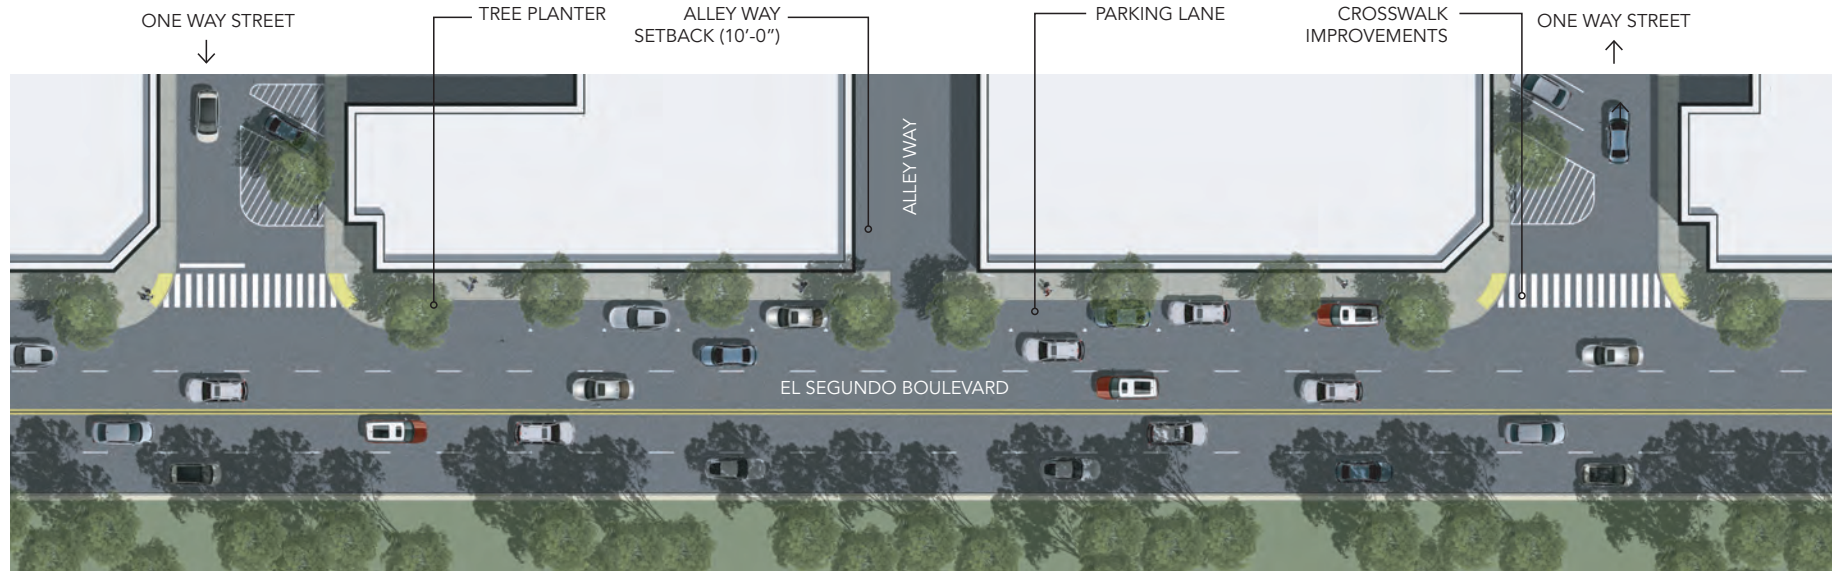 ONE WAY STREET
TREE PLANTER
ALLEY WAY
SETBACK (10’-0”)
PARKING LANE
CROSSWALK
IMPROVEMENTS
ONE WAY STREET
ALLEY WAY
EL SEGUNDO BOULEVARD